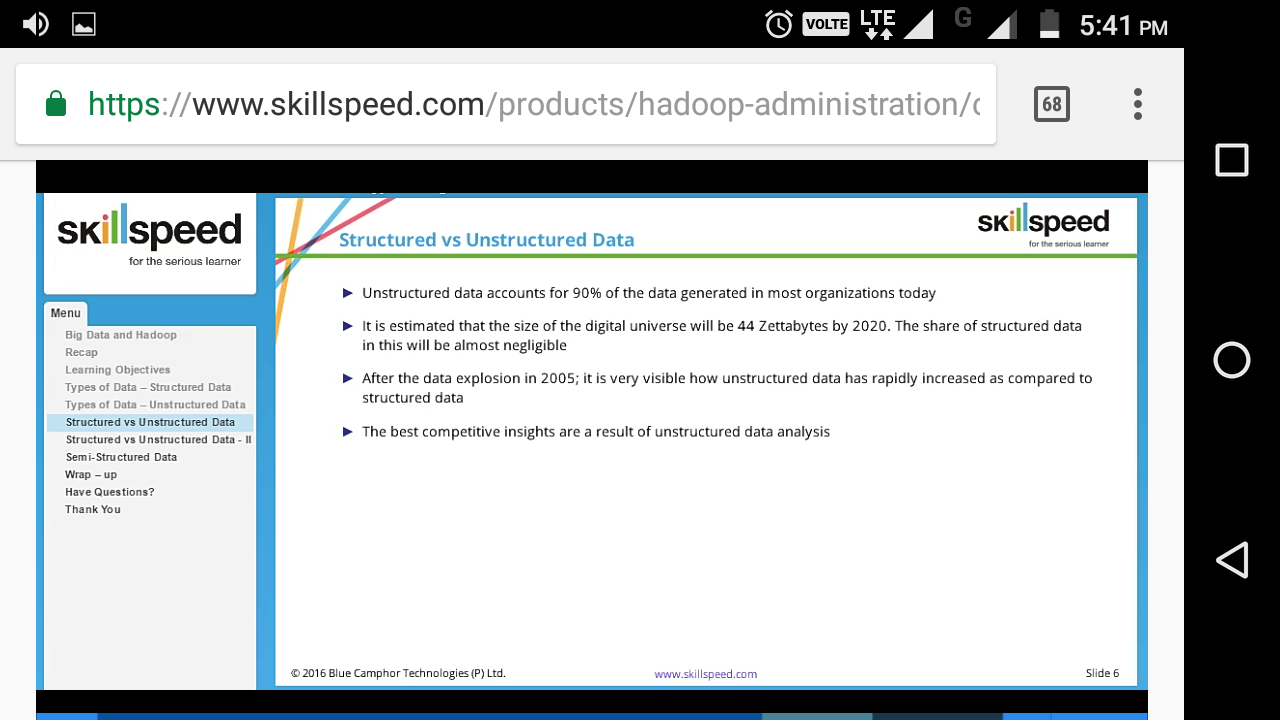 VOLTE LTE G 5:41 PM
https://www.skillspeed.com/products/hadoop-administration/
68
skillspeed
for the serious learner
Menu
Big Data and Hadoop
Recap
Learning Objectives
Types of Data – Structured Data
Types of Data – Unstructured Data
Structured vs Unstructured Data
Structured vs Unstructured Data - II
Semi-Structured Data
Wrap – up
Have Questions?
Thank You
Structured vs Unstructured Data
skillspeed
for the serious learner
Unstructured data accounts for 90% of the data generated in most organizations today
It is estimated that the size of the digital universe will be 44 Zettabytes by 2020. The share of structured data
in this will be almost negligible
After the data explosion in 2005; it is very visible how unstructured data has rapidly increased as compared to
structured data
The best competitive insights are a result of unstructured data analysis
© 2016 Blue Camphor Technologies (P) Ltd.
www.skillspeed.com
Slide 6